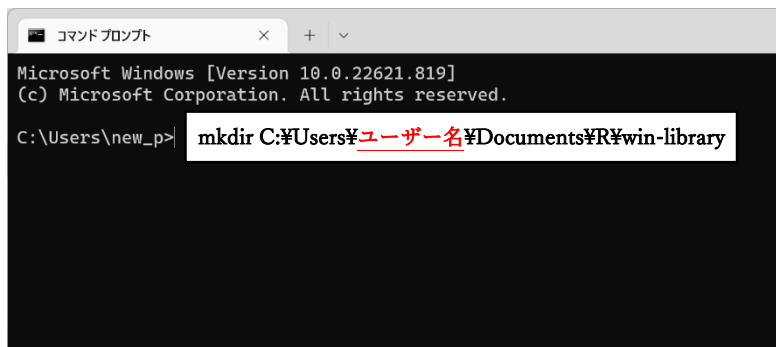 コマンド プロンプト
Microsoft Windows [Version 10.0.22621.819]
(c) Microsoft Corporation. All rights reserved.
C:\Users\new_p>
mkdir C:¥Users¥ユーザー名¥Documents¥R¥win-library